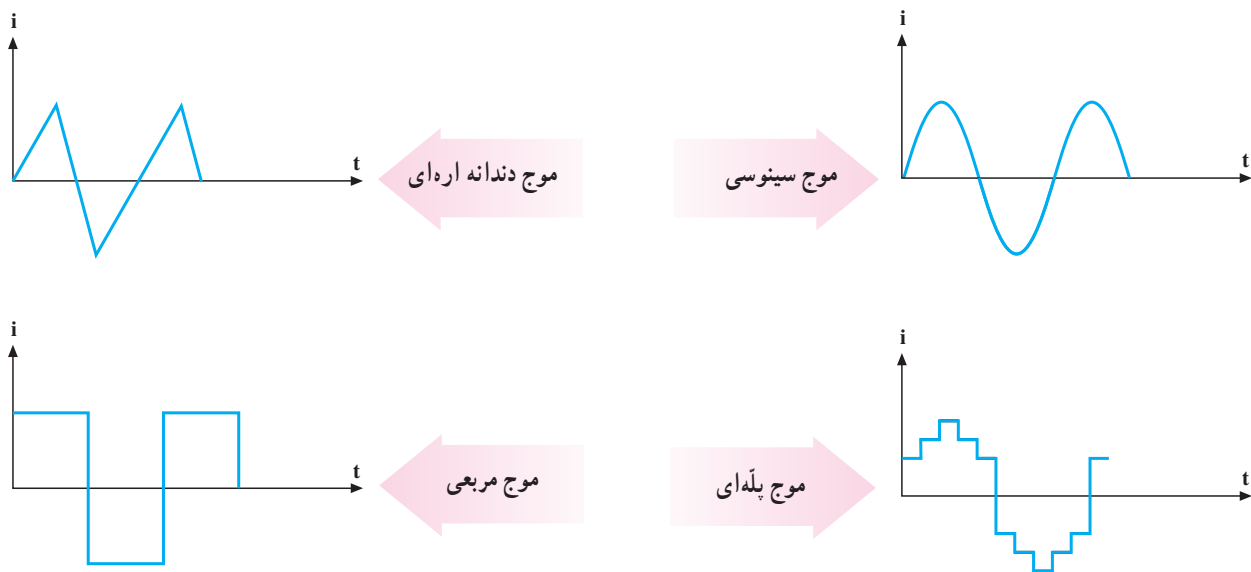 i
t
موج سینوسی
i
t
موج دندانه اره‌ای
i
t
موج پلّه‌ای
i
t
موج مربعی